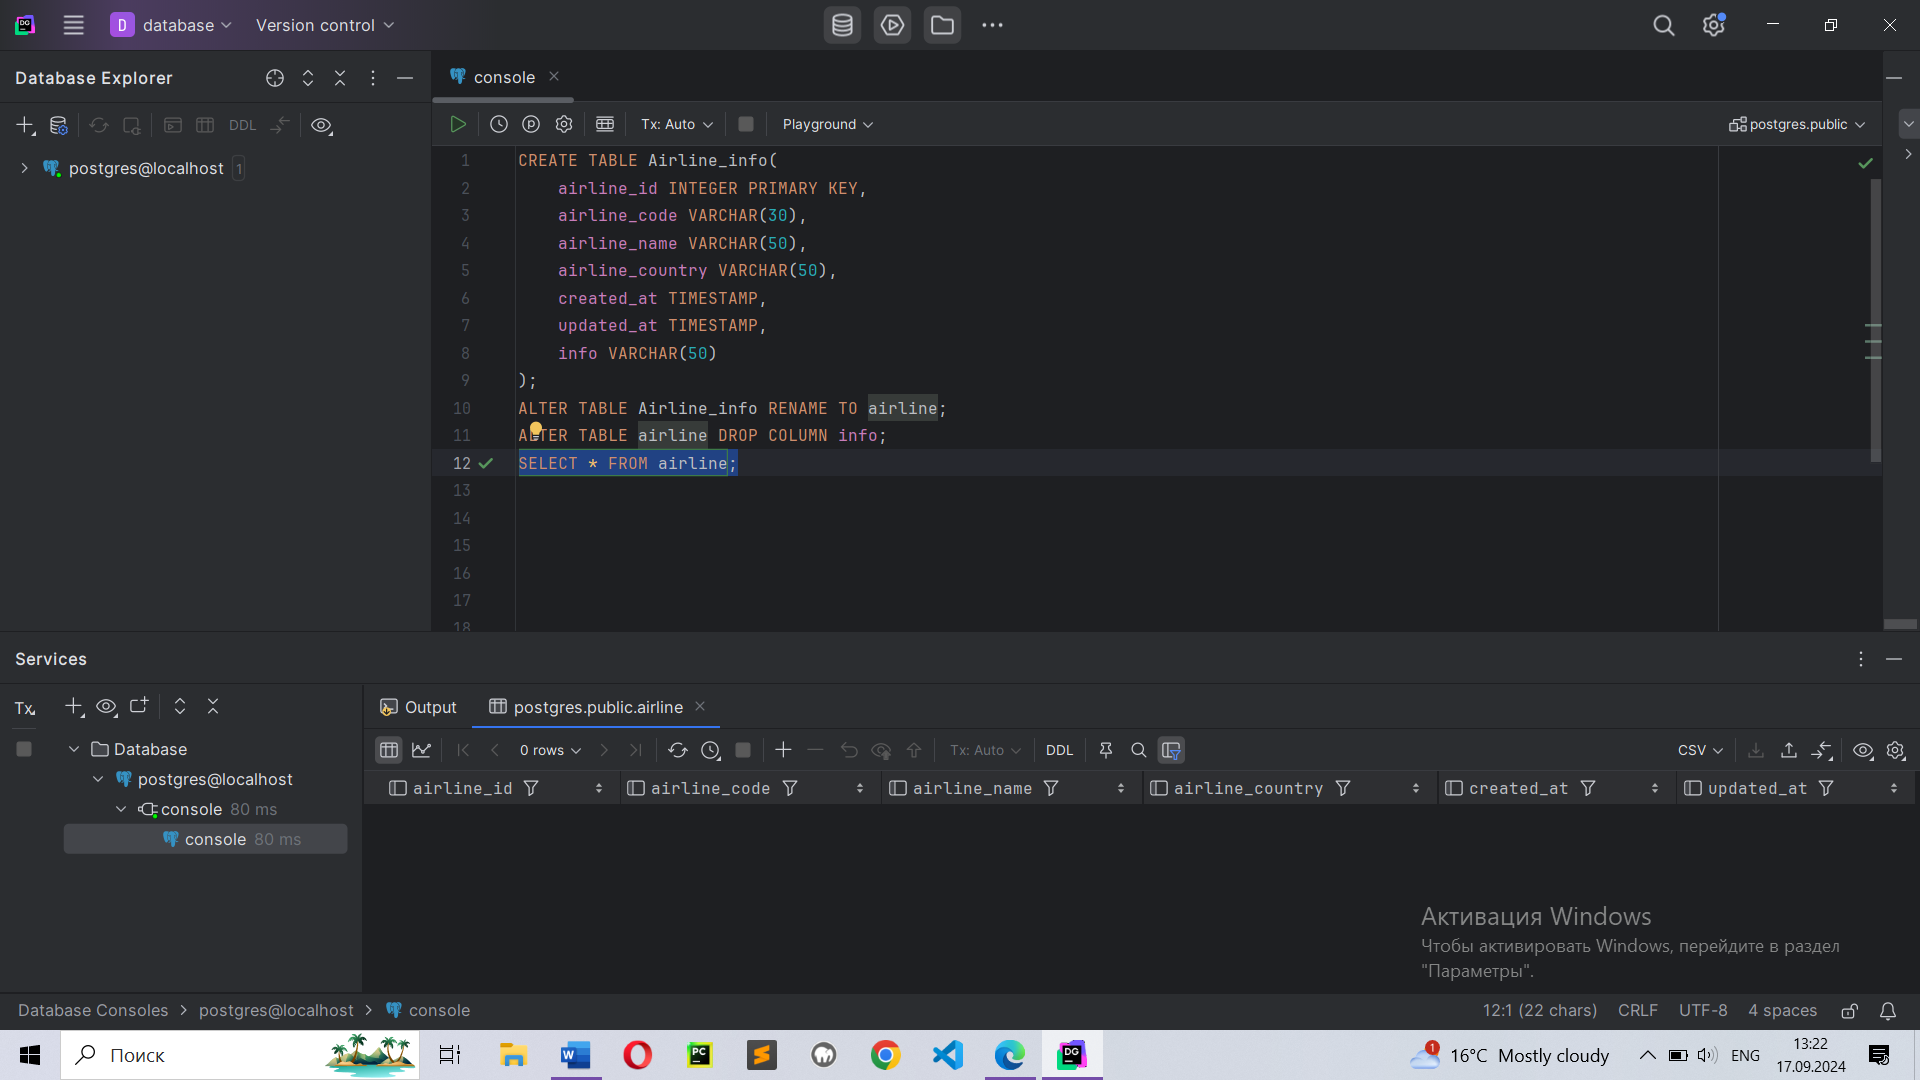 D database Version control
Database Explorer
console
DDL
Tx: Auto Playground postgres.public
postgres@localhost 1
1 CREATE TABLE Airline_info(
2 airline_id INTEGER PRIMARY KEY,
3 airline_code VARCHAR(30),
4 airline_name VARCHAR(50),
5 airline_country VARCHAR(50),
6 created_at TIMESTAMP,
7 updated_at TIMESTAMP,
8 info VARCHAR(50)
9 );
10 ALTER TABLE Airline_info RENAME TO airline;
11 ALTER TABLE airline DROP COLUMN info;
12 SELECT * FROM airline;
13
14
15
16
17
18
Services
Tx
Output postgres.public.airline
Database
postgres@localhost
console 80 ms
console 80 ms
0 rows Tx: Auto DDL CSV
airline_id airline_code airline_name airline_country created_at updated_at
Активация Windows
Чтобы активировать Windows, перейдите в раздел
"Параметры".
Database Consoles > postgres@localhost > console
12:1 (22 chars) CRLF UTF-8 4 spaces
Поиск
1 16°C Mostly cloudy ENG
13:22
17.09.2024